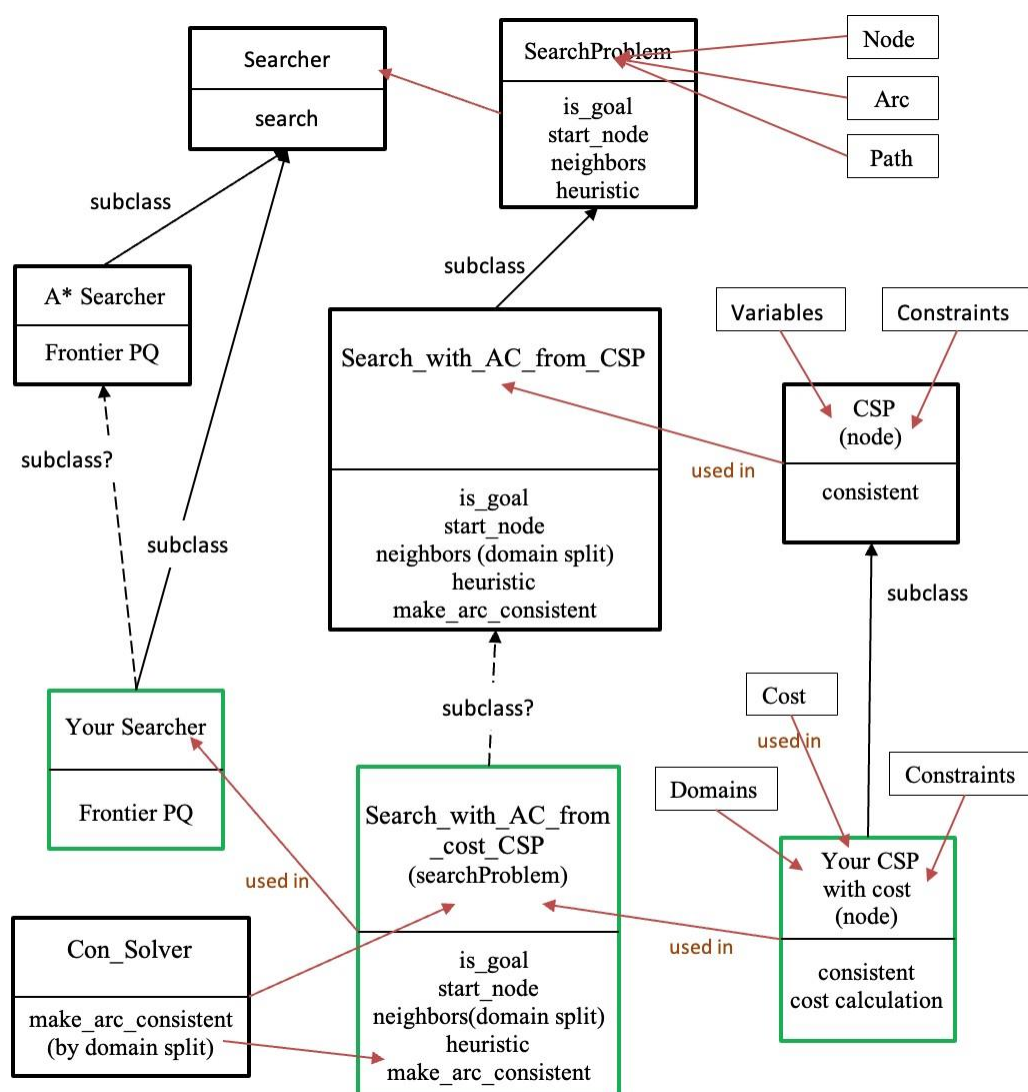 Searcher
search
SearchProblem
is_goal
start_node
neighbors
heuristic
Node
Arc
Path
subclass
subclass
A* Searcher
Frontier PQ
Search_with_AC_from_CSP
is_goal
start_node
neighbors (domain split)
heuristic
make_arc_consistent
Variables
Constraints
CSP
(node)
consistent
used in
subclass?
subclass
subclass
subclass?
Your Searcher
Frontier PQ
used in
Search_with_AC_from
_cost_CSP
(searchProblem)
is_goal
start_node
neighbors(domain split)
heuristic
make_arc_consistent
Cost
used in
Domains
Constraints
Your CSP
with cost
(node)
consistent
cost calculation
used in
Con_Solver
make_arc_consistent
(by domain split)